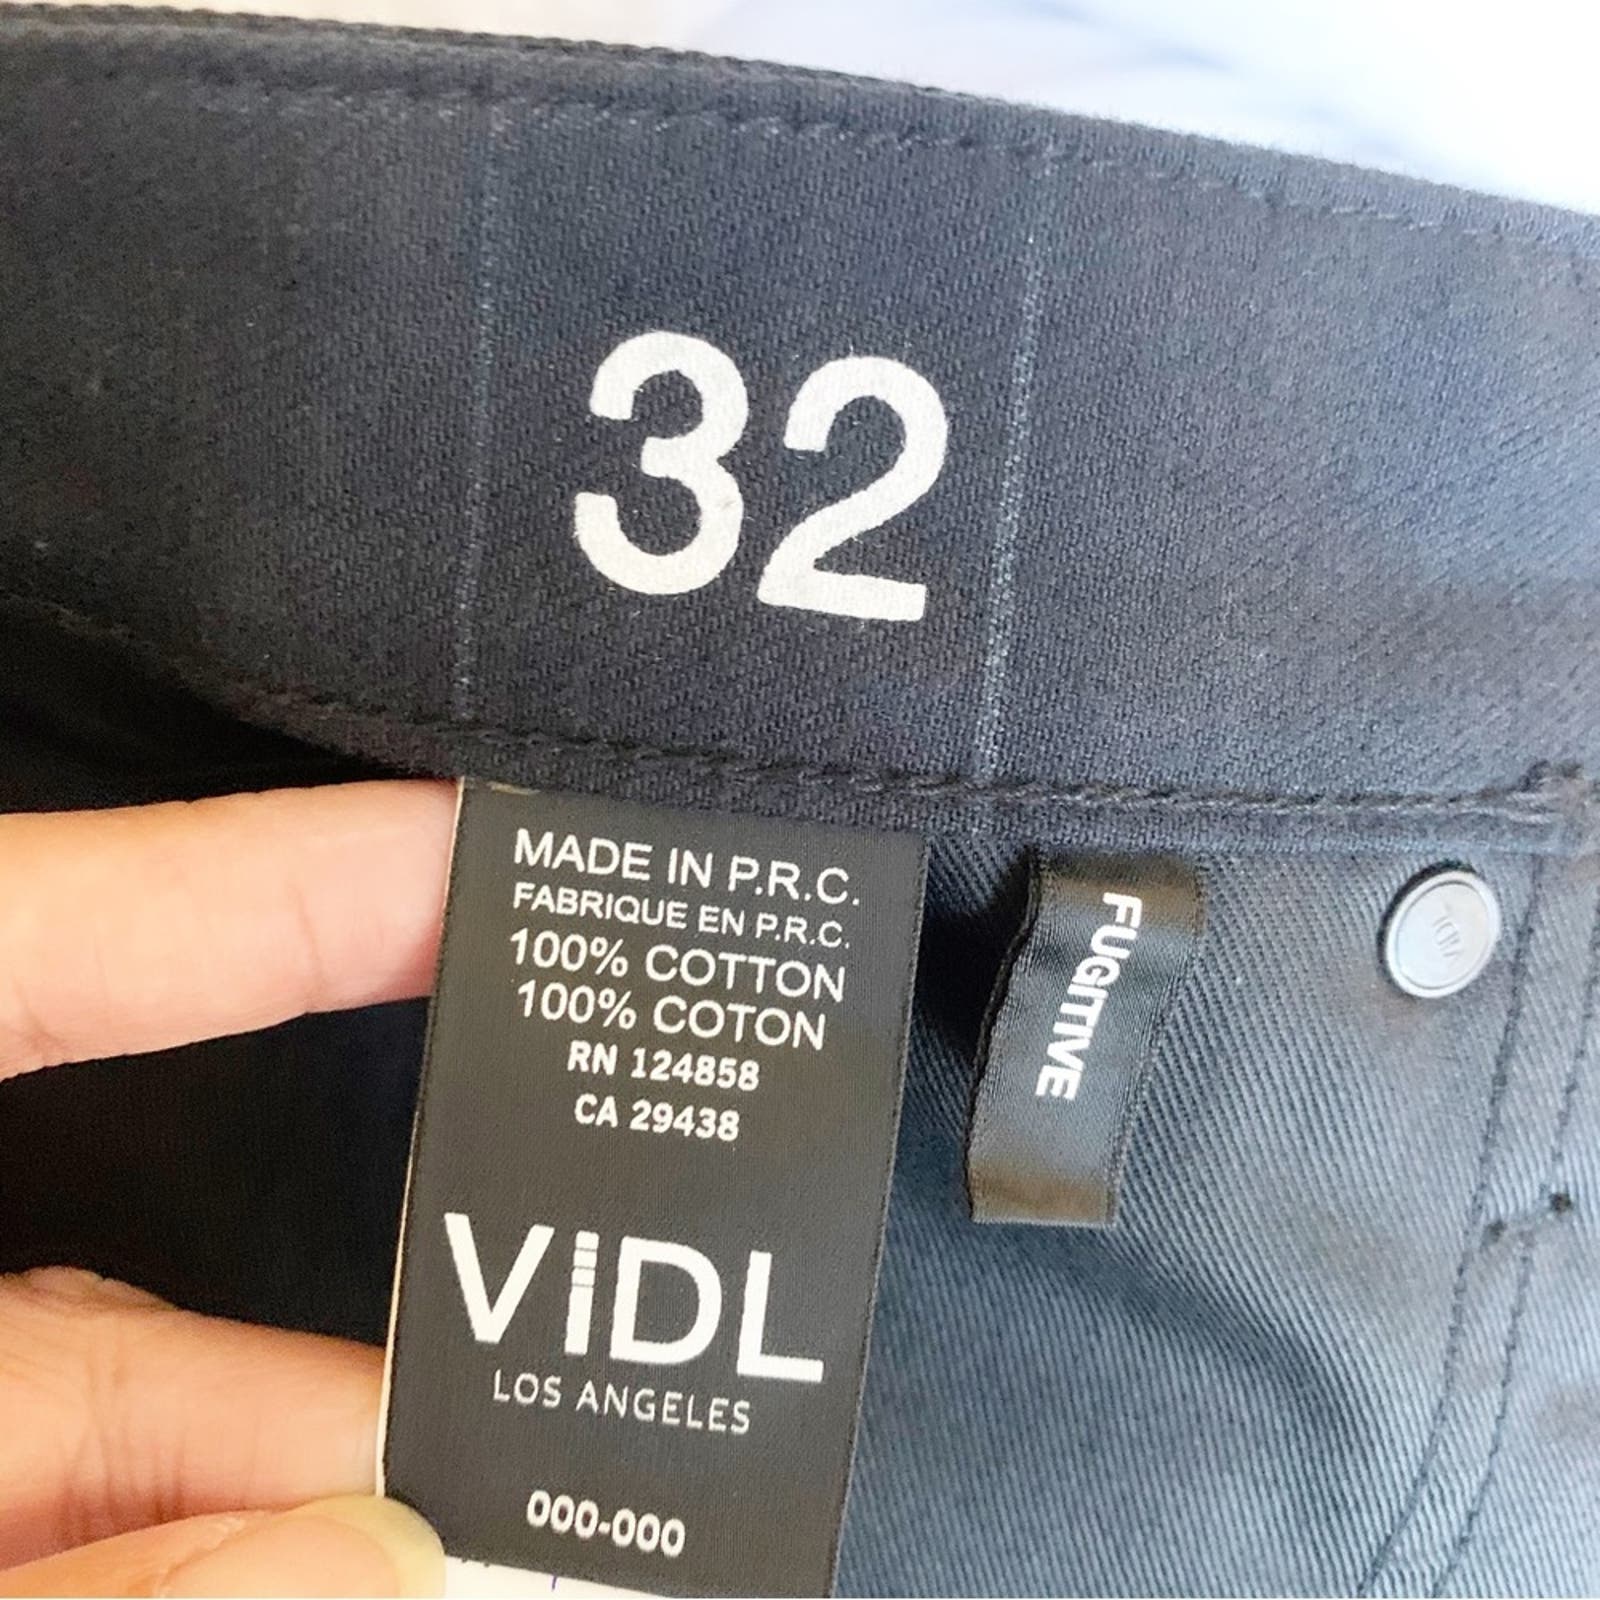 32
MADE IN P.R.C.
FABRIQUE EN P.R.C.
100% COTTON
100% COTON
RN 124858
CA 29438
ViDL
LOS ANGELES
000-000
FUGITIVE
VIDL